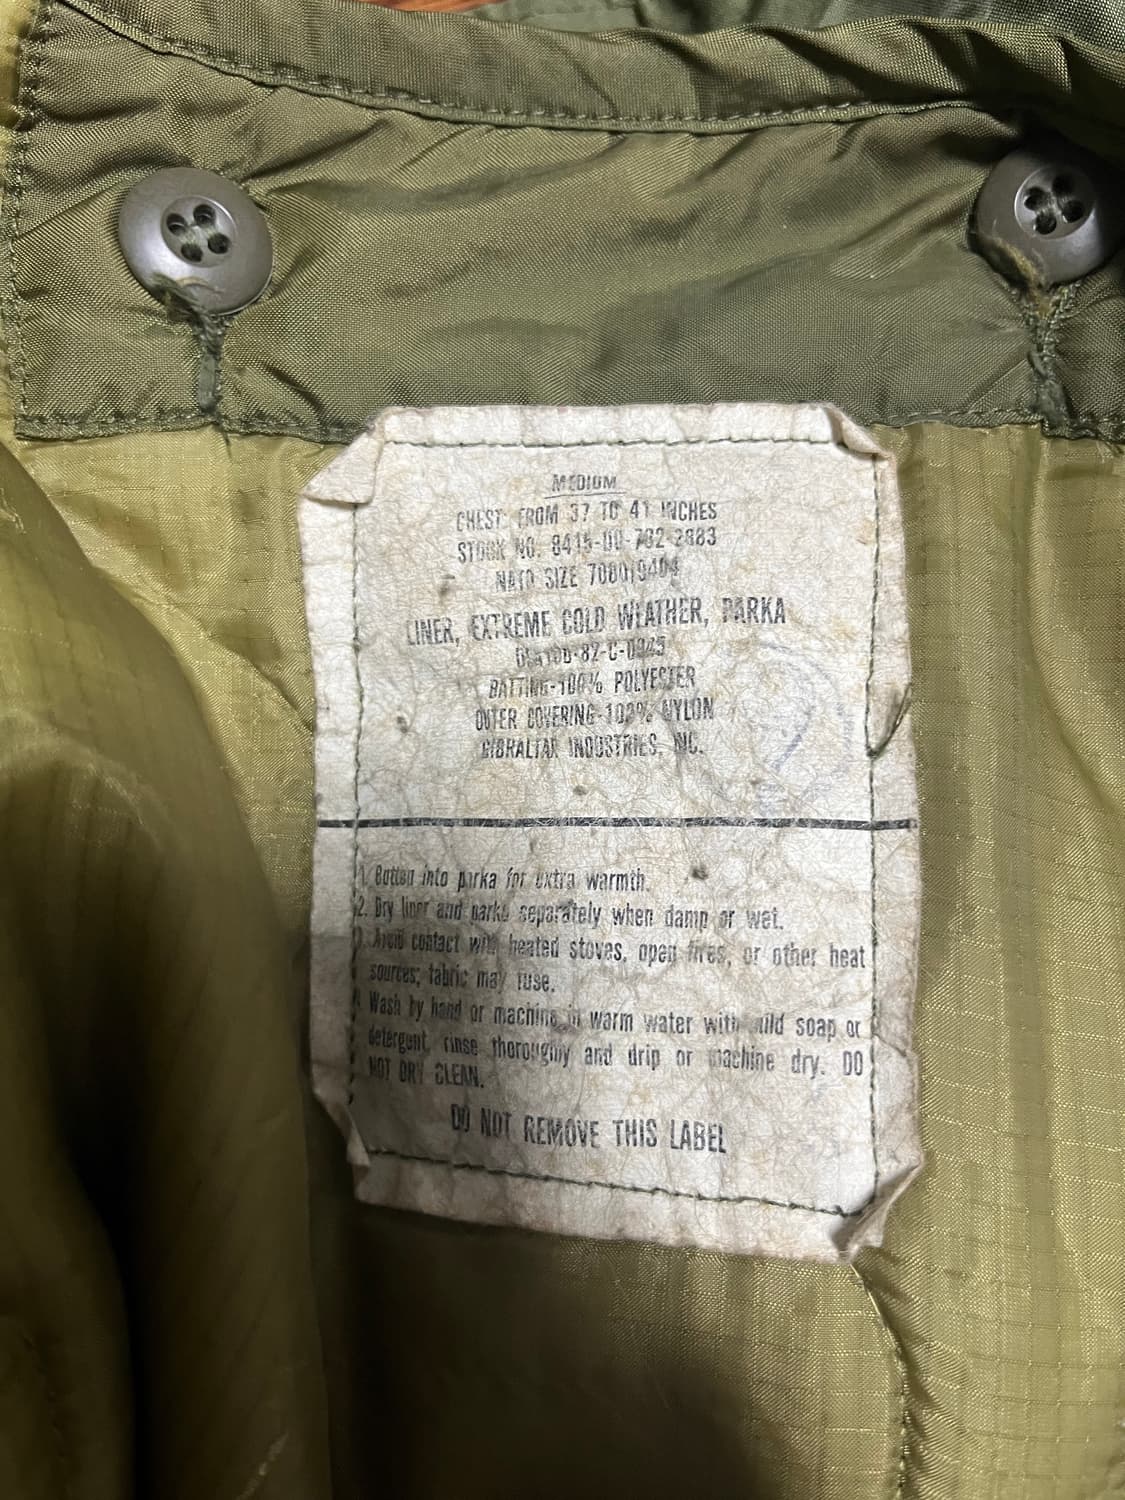 MEDIUM
CHEST FROM 37 TO 41 INCHES
STOCK NO. 8415-00-782-2883
NATO SIZE 70801940
LINER, EXTREME COLD WEATHER, PARKA
DLA100-82-C-0
BATTING-100% POLYESTER
OUTER COVERING-100% NYLON
GIBRALTAR INDUSTRIES, INC.
1. Button into parka for extra warmth.
2. Dry liner and parka separately when damp or wet.
3. Avoid contact with heated stoves, open fires, or other heat
sources; fabric may fuse.
4. Wash by hand or machine in warm water with mild soap or
detergent, rinse thoroughly and drip or machine dry. DO
NOT DRY CLEAN.
DO NOT REMOVE THIS LABEL